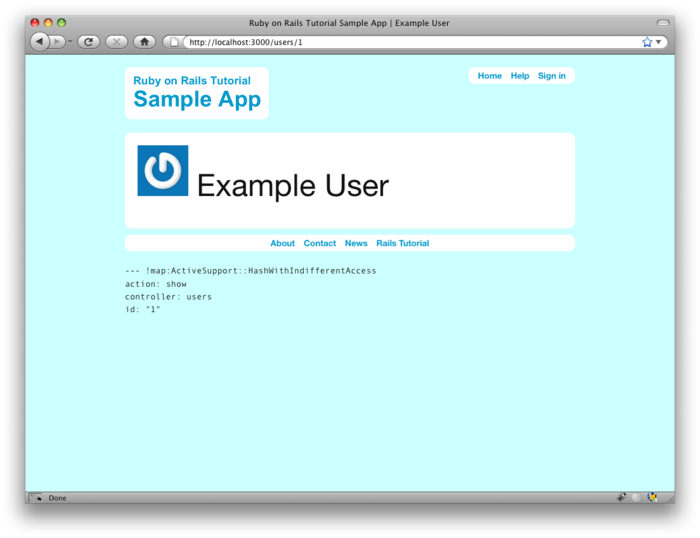 Ruby on Rails Tutorial Sample App | Example User
http://localhost:3000/users/1
Ruby on Rails Tutorial
Sample App
Home Help Sign in
Example User
About Contact News Rails Tutorial
--- !map:ActiveSupport::HashWithIndifferentAccess
action: show
controller: users
id: "1"
Done